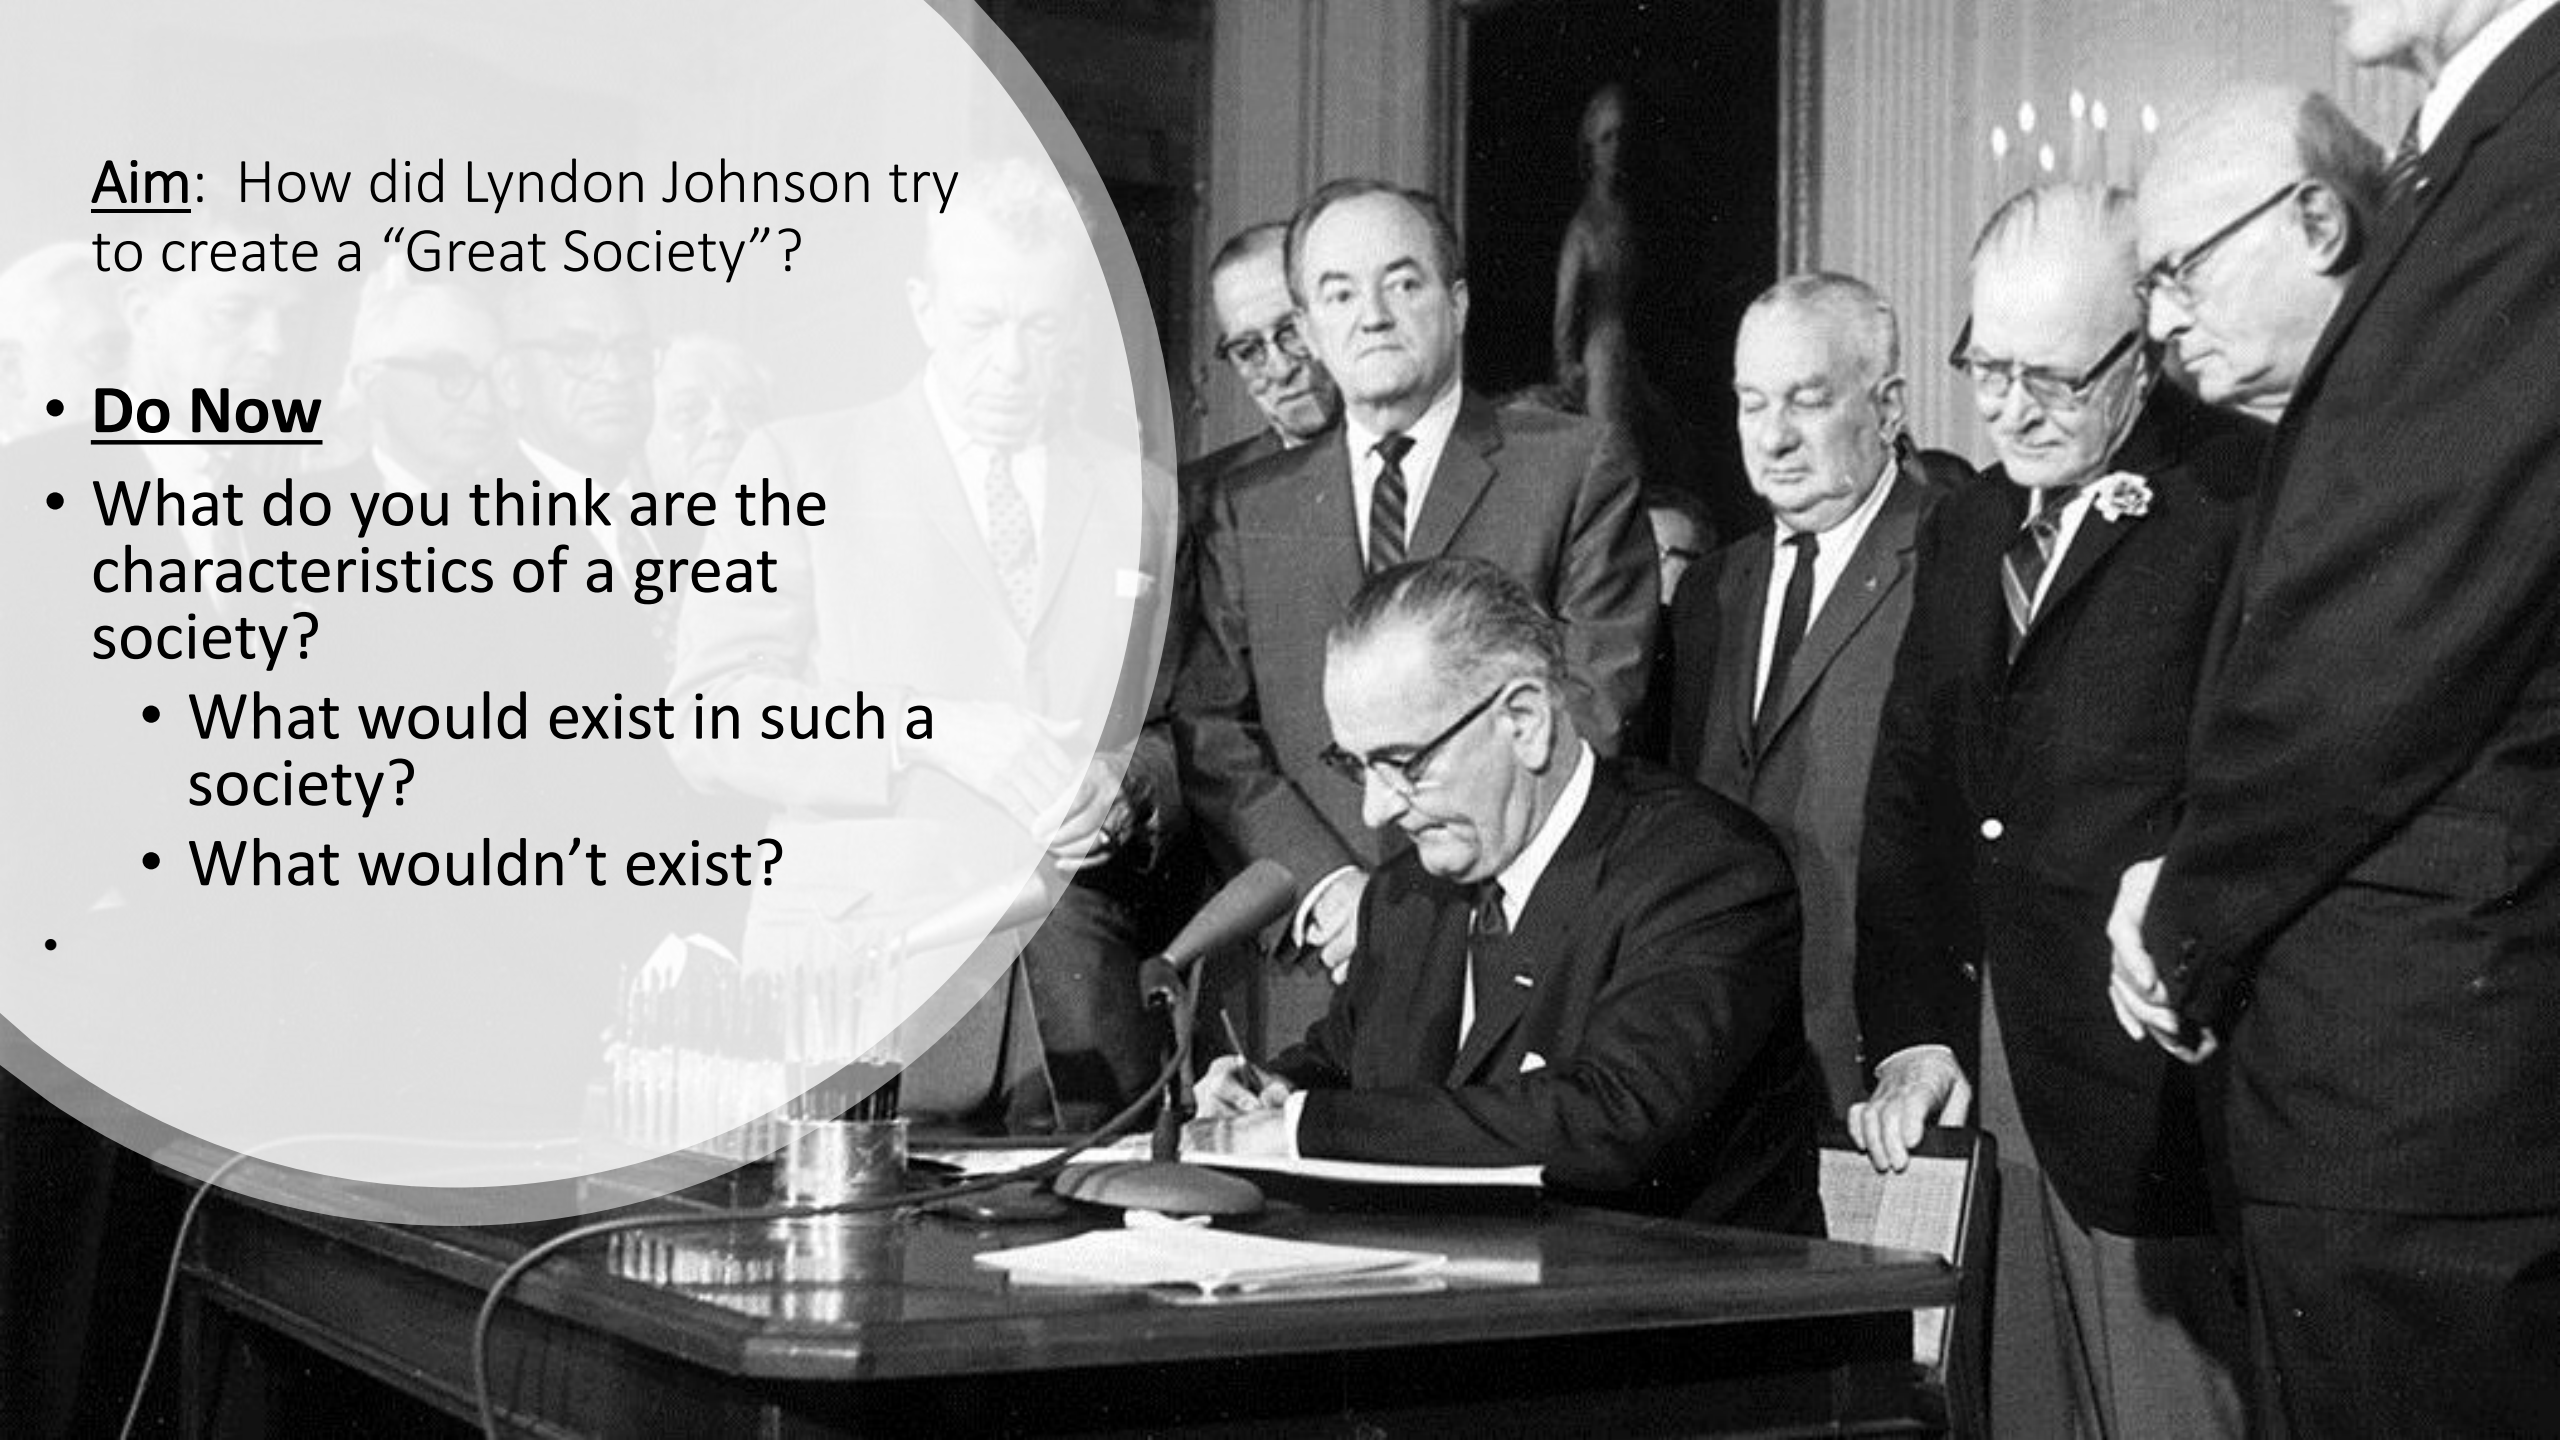 Aim:  How did Lyndon Johnson try
to create a “Great Society”?
• Do Now
• What do you think are the
characteristics of a great
society?
• What would exist in such a
society?
• What wouldn’t exist?
•